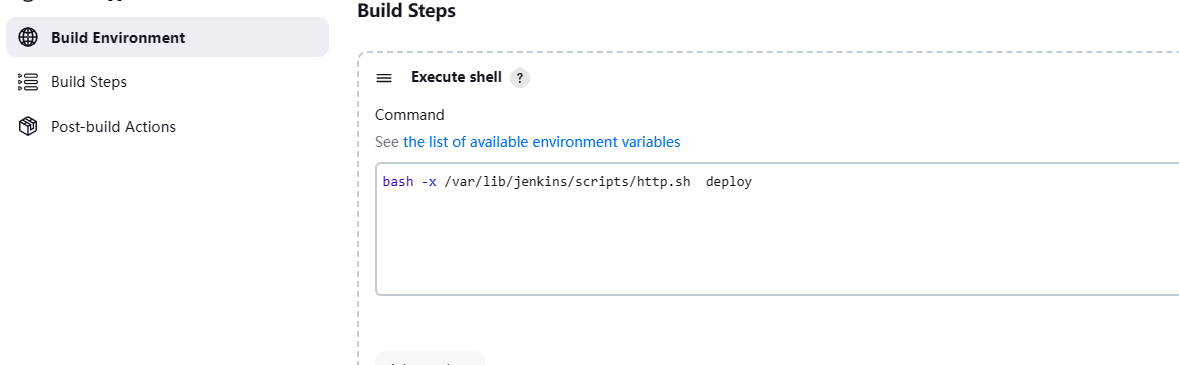 Build Steps
Build Environment
Build Steps
Post-build Actions
Execute shell ?
Command
See the list of available environment variables
bash -x /var/lib/jenkins/scripts/http.sh  deploy